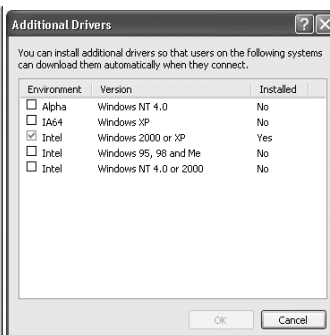 Additional Drivers
You can install additional drivers so that users on the following systems
can download them automatically when they connect.
Environment Version Installed
Alpha Windows NT 4.0 No
IA64 Windows XP No
Intel Windows 2000 or XP Yes
Intel Windows 95, 98 and Me No
Intel Windows NT 4.0 or 2000 No
OK Cancel